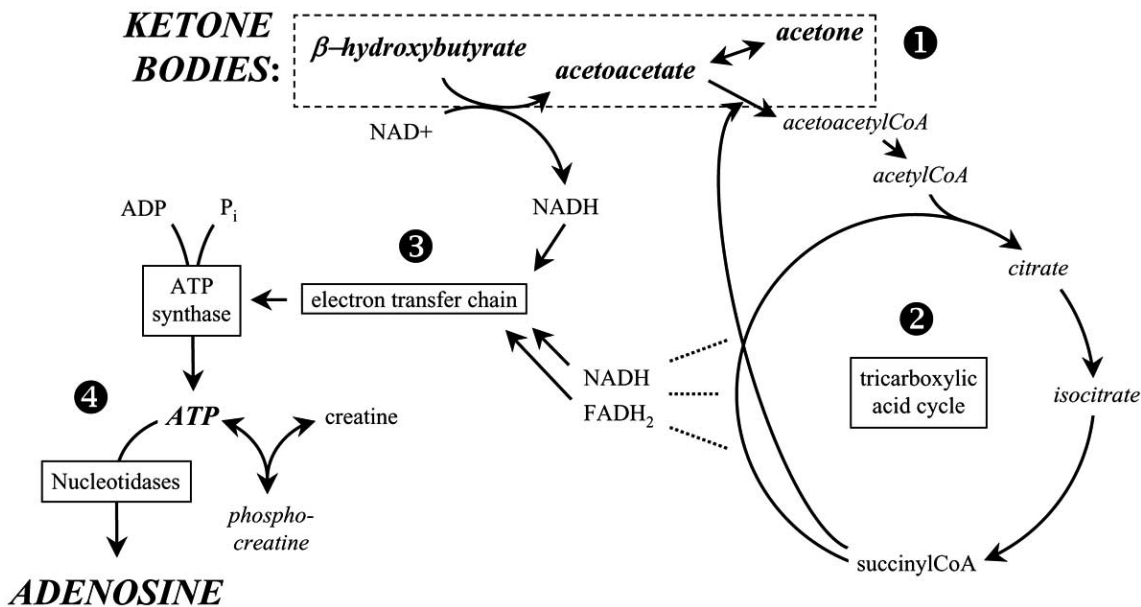 KETONE
BODIES:
β–hydroxybutyrate
acetoacetate
acetone
❶
NAD+
acetoacetylCoA
acetylCoA
NADH
ADP
Pi
❸
ATP
synthase
electron transfer chain
citrate
❷
tricarboxylic
acid cycle
isocitrate
NADH
FADH2
❹
ATP
creatine
Nucleotidases
phospho-
creatine
succinylCoA
ADENOSINE